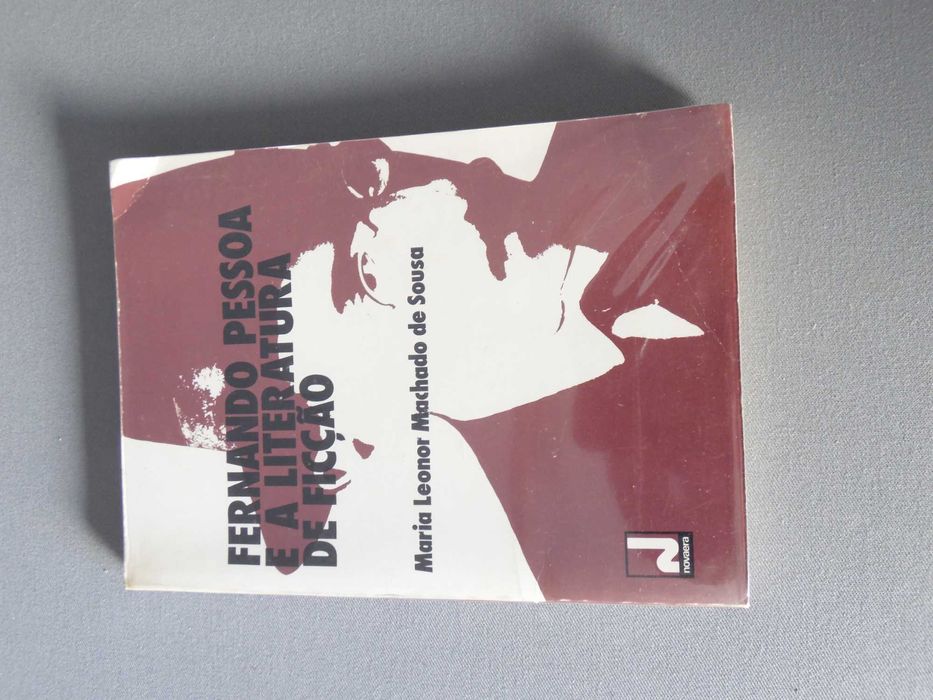 FERNANDO PESSOA
E A LITERATURA
DE FICÇÃO
Maria Leonor Machado de Sousa
novaera